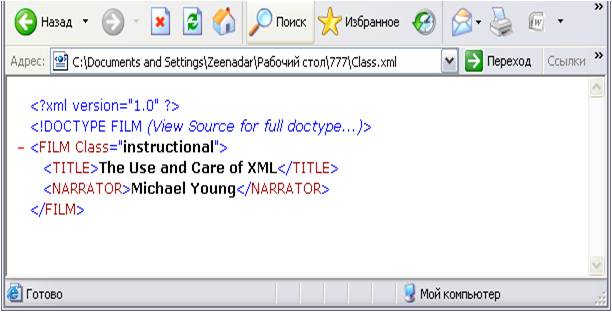 Назад Поиск Избранное
Адрес: C:\Documents and Settings\Zeenadar\Рабочий стол\777\Class.xml Переход Ссылки »
<?xml version="1.0" ?>
<!DOCTYPE FILM (View Source for full doctype...)>
- <FILM Class="instructional">
<TITLE>The Use and Care of XML</TITLE>
<NARRATOR>Michael Young</NARRATOR>
</FILM>
Готово Мой компьютер